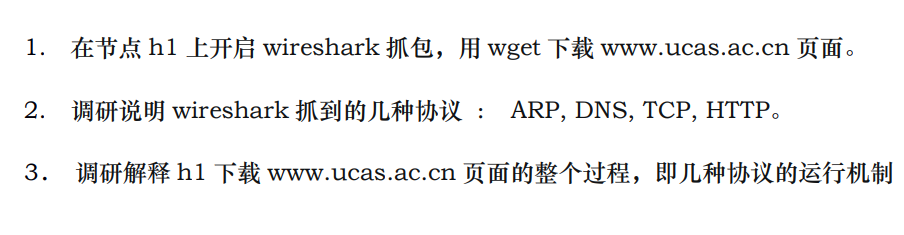 1. 在节点 h1 上开启 wireshark 抓包，用 wget 下载 www.ucas.ac.cn 页面。
2. 调研说明 wireshark 抓到的几种协议 ： ARP, DNS, TCP, HTTP。
3. 调研解释 h1 下载 www.ucas.ac.cn 页面的整个过程，即几种协议的运行机制